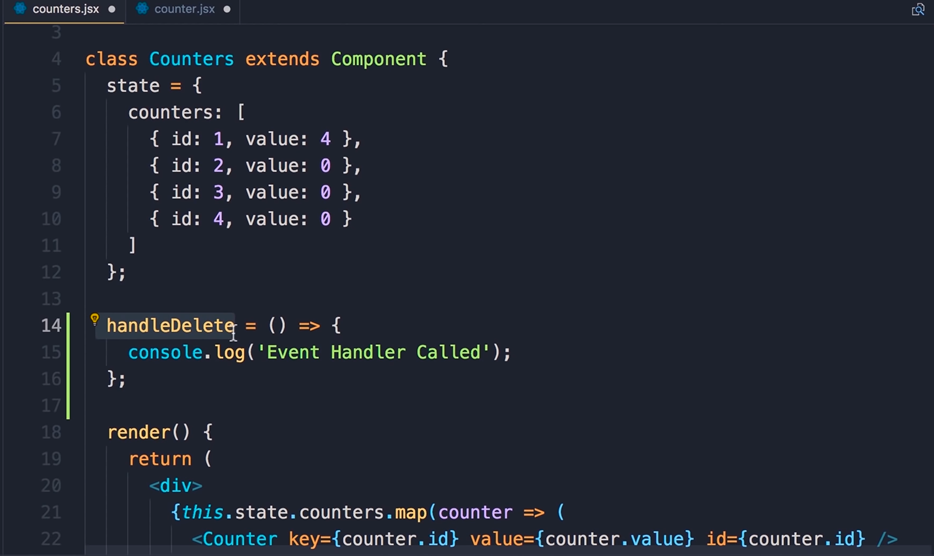 counters.jsx ● counter.jsx ●
3
4 class Counters extends Component {
5 state = {
6 counters: [
7 { id: 1, value: 4 },
8 { id: 2, value: 0 },
9 { id: 3, value: 0 },
10 { id: 4, value: 0 }
11 ]
12 };
13
14 handleDelete = () => {
15 console.log('Event Handler Called');
16 };
17
18 render() {
19 return (
20 <div>
21 {this.state.counters.map(counter => (
22 <Counter key={counter.id} value={counter.value} id={counter.id} />